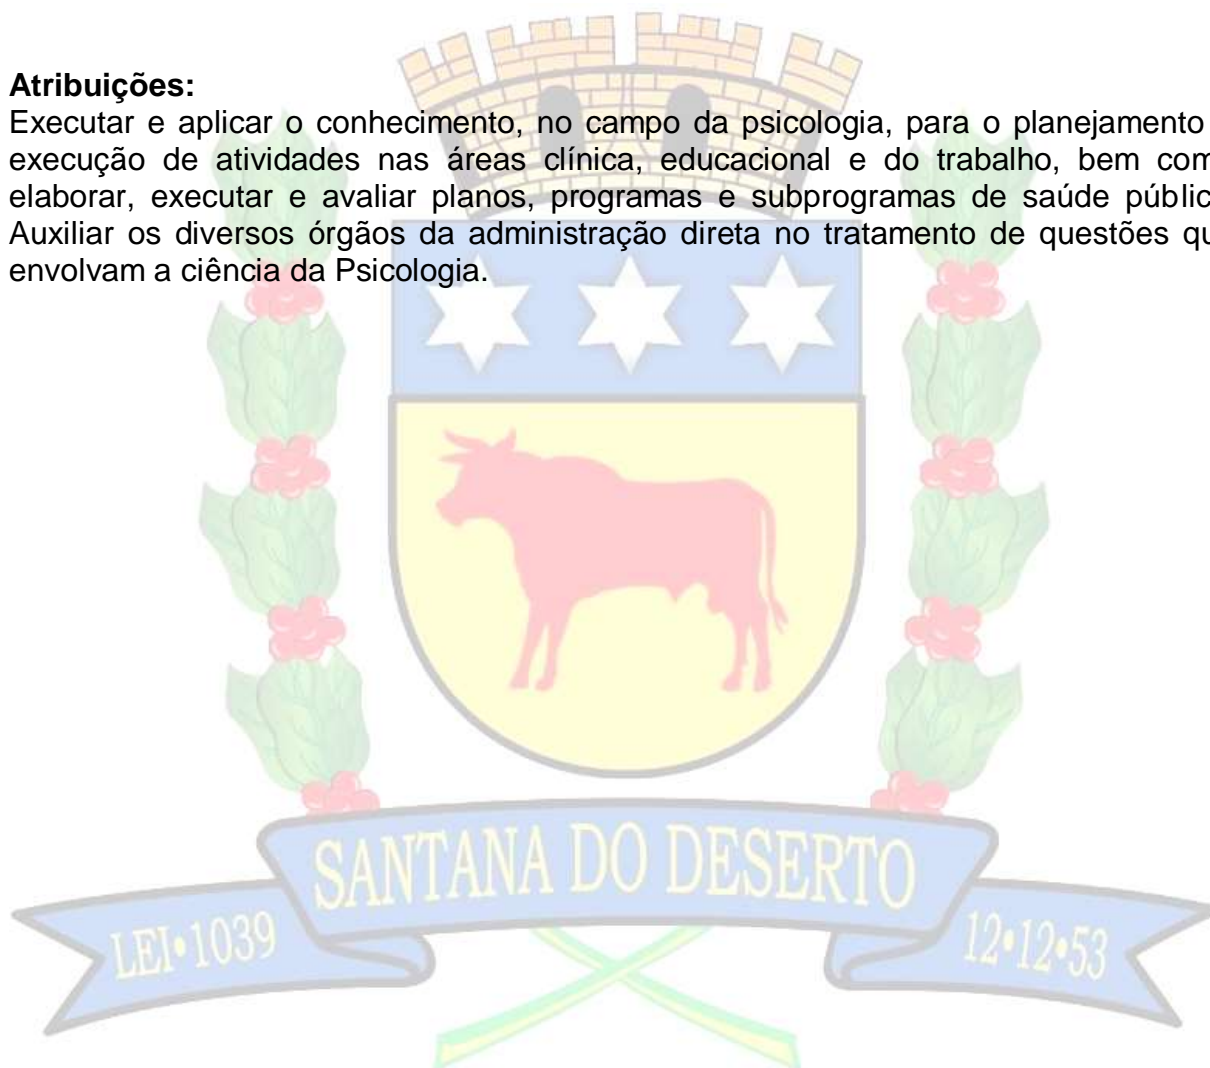 Atribuições:
Executar e aplicar o conhecimento, no campo da psicologia, para o planejamento
execução de atividades nas áreas clínica, educacional e do trabalho, bem com
elaborar, executar e avaliar planos, programas e subprogramas de saúde públic
Auxiliar os diversos órgãos da administração direta no tratamento de questões qu
envolvam a ciência da Psicologia.
SANTANA DO DESERTO
LEI•1039
12•12•53